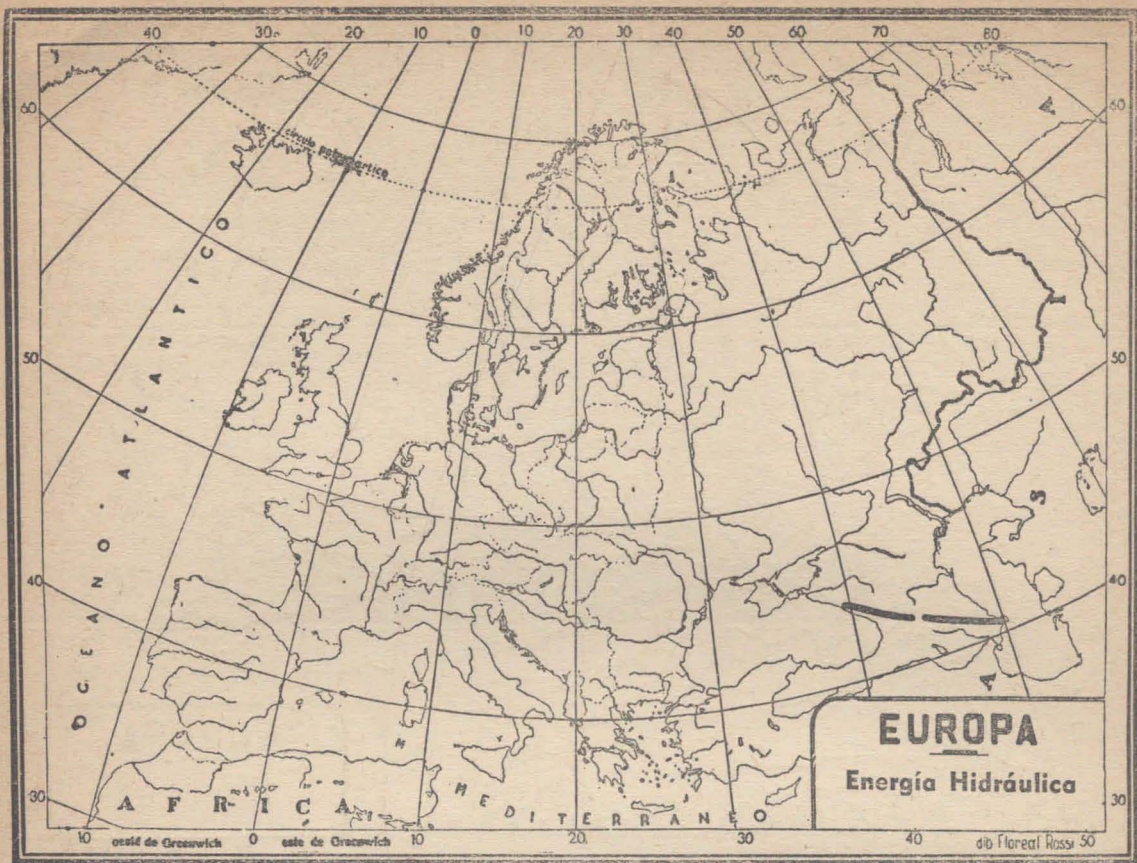 40 30 20 10 0 10 20 30 40 50 60 70 80
60 60
círculo polar ártico
OCEANO ATLANTICO
50 50
40 40
ASIA
30 30
AFRICA
MEDITERRANEO
EUROPA
Energía Hidráulica
10 0 10 20 30 40 50
oeste de Greenwich este de Greenwich
dib Floreal Rossi